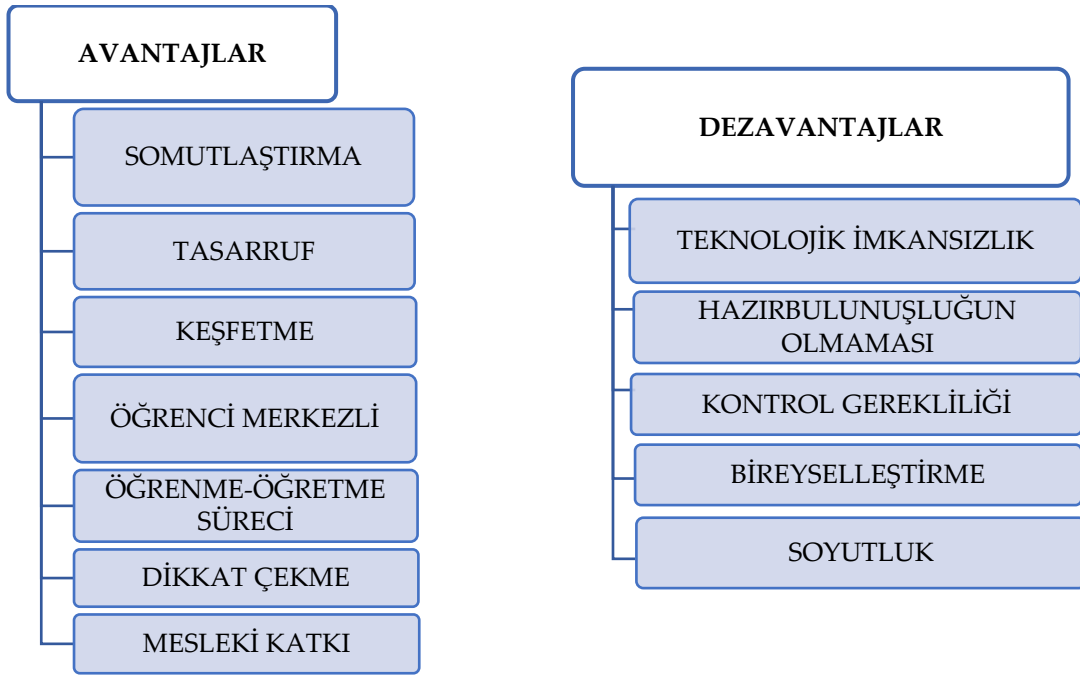 AVANTAJLAR
SOMUTLAŞTIRMA
TASARRUF
KEŞFETME
ÖĞRENCİ MERKEZLİ
ÖĞRENME-ÖĞRETME
SÜRECİ
DİKKAT ÇEKME
MESLEKİ KATKI
DEZAVANTAJLAR
TEKNOLOJİK İMKANSIZLIK
HAZIRBULUNUŞLUĞUN
OLMAMASI
KONTROL GEREKLİLİĞİ
BİREYSELLEŞTİRME
SOYUTLUK